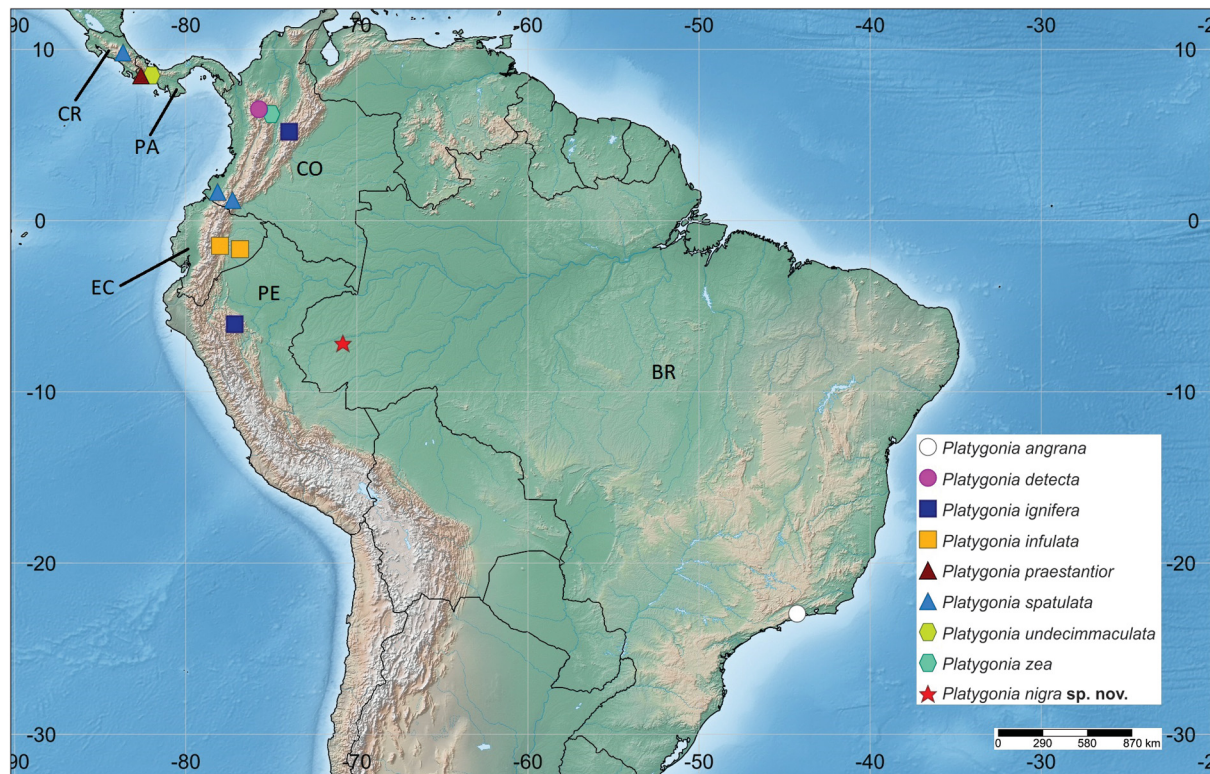 -90 -80 -70 -60 -50 -40 -30 -2
10 10
CR
PA
CO
0 0
EC
PE
BR
-10 -10
Platygonia angrana
Platygonia detecta
Platygonia ignifera
Platygonia infulata
Platygonia praestantior
Platygonia spatulata
Platygonia undecimmaculata
Platygonia zea
Platygonia nigra sp. nov.
-20 -20
-30 -30
0 290 580 870 km
-90 -80 -70 -60 -50 -40 -30 -2